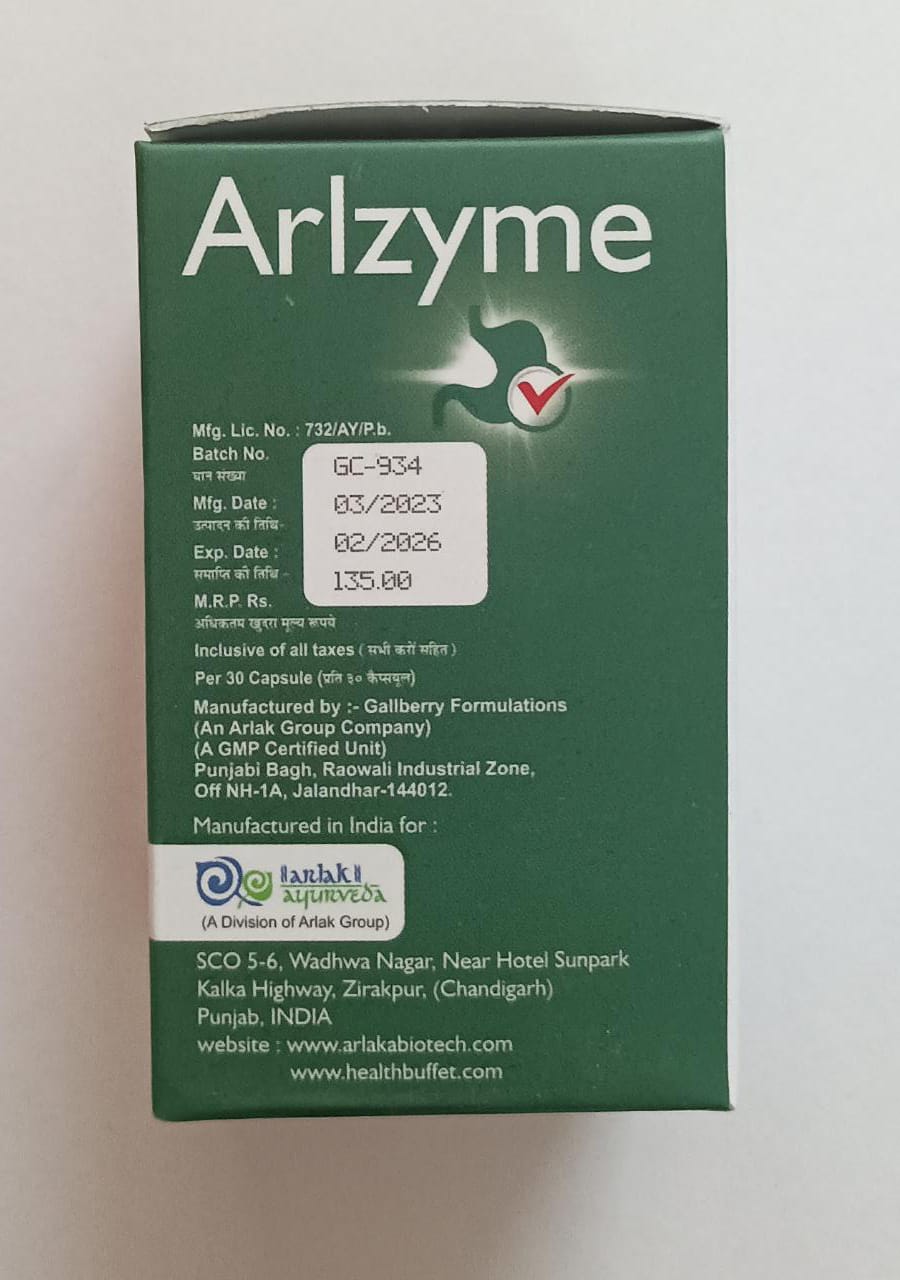 Arlzyme
Mfg. Lic. No. : 732/AY/P.b.
Batch No. GC-934
घान संख्या
Mfg. Date : 03/2023
उत्पादन की तिथि-
Exp. Date : 02/2026
समाप्ति की तिथि -
M.R.P. Rs. 135.00
अधिकतम खुदरा मूल्य रूपये
Inclusive of all taxes ( सभी करों सहित )
Per 30 Capsule (प्रति ३० कैप्सयूल)
Manufactured by :- Gallberry Formulations
(An Arlak Group Company)
(A GMP Certified Unit)
Punjabi Bagh, Raowali Industrial Zone,
Off NH-1A, Jalandhar-144012.
Manufactured in India for :
arlak
ayurveda
(A Division of Arlak Group)
SCO 5-6, Wadhwa Nagar, Near Hotel Sunpark
Kalka Highway, Zirakpur, (Chandigarh)
Punjab, INDIA
website : www.arlakabiotech.com
www.healthbuffet.com